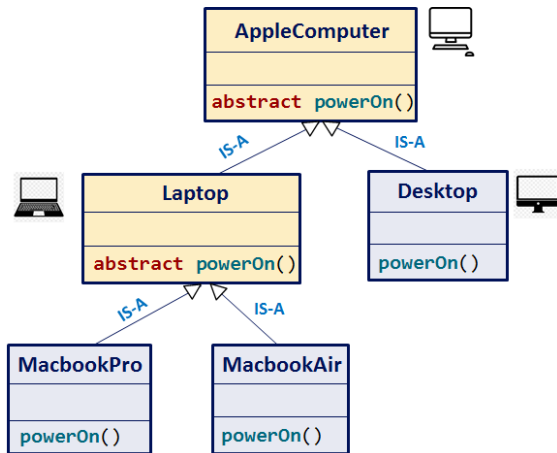 AppleComputer
abstract powerOn()
IS-A
IS-A
Laptop
abstract powerOn()
Desktop
powerOn()
IS-A
IS-A
MacbookPro
powerOn()
MacbookAir
powerOn()